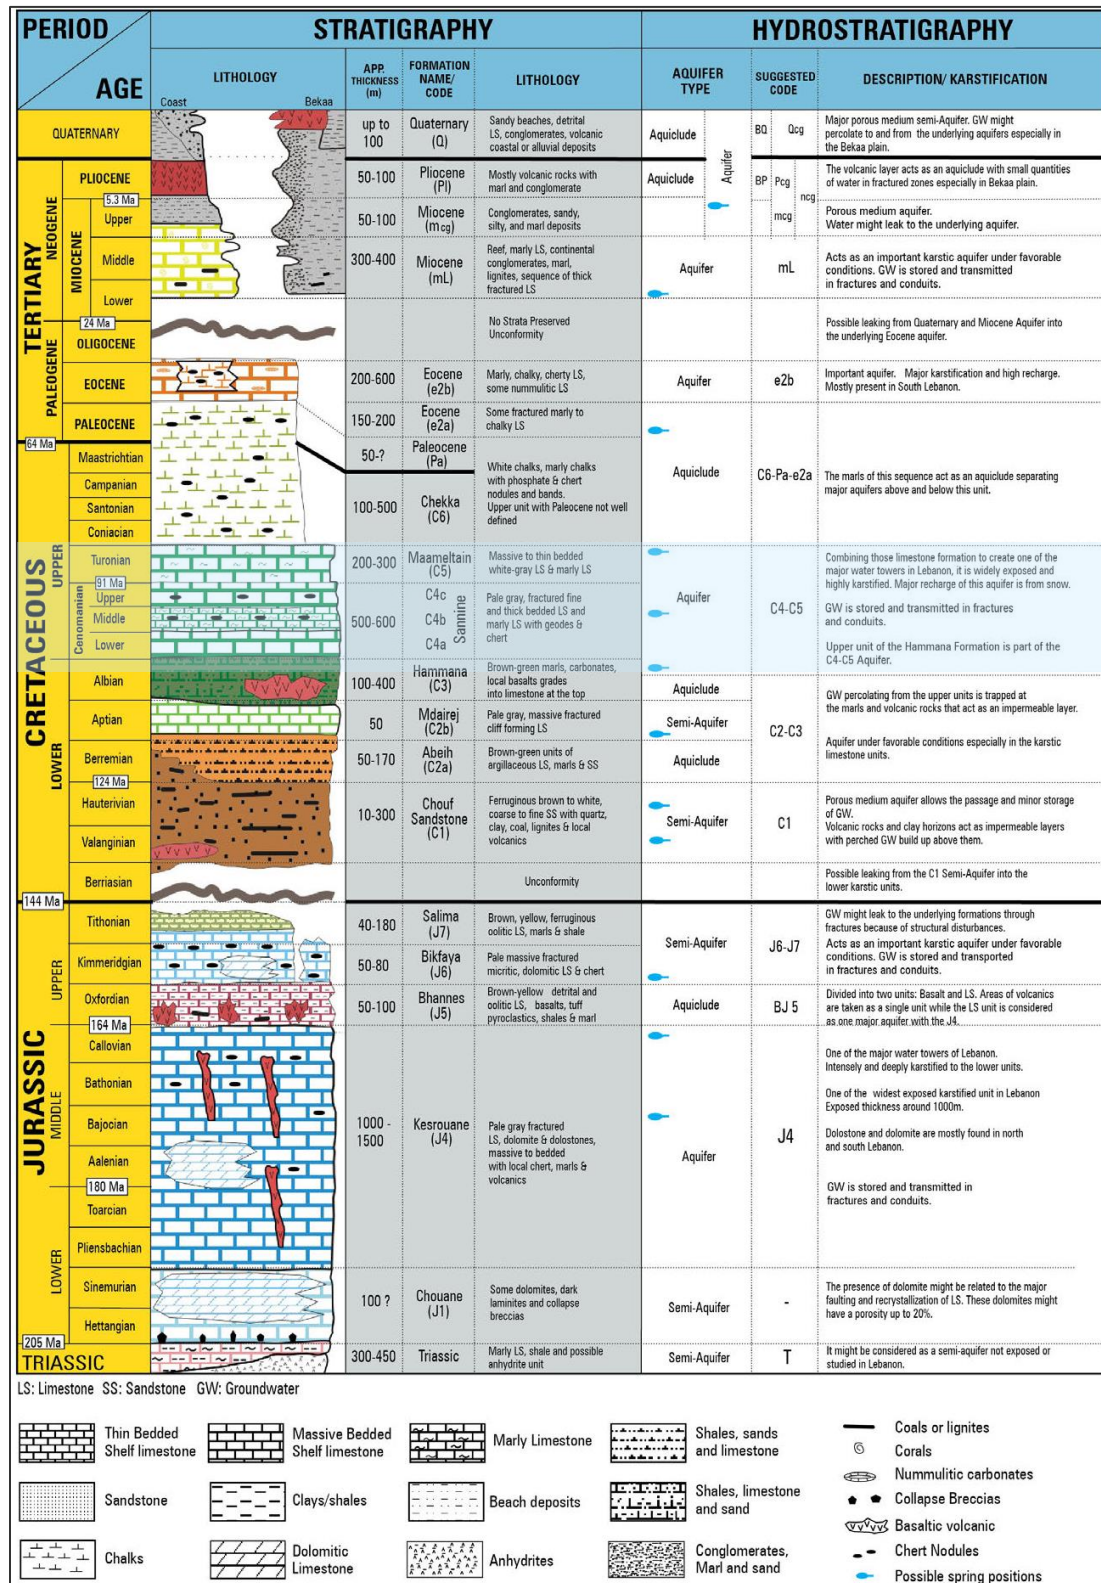 PERIOD
AGE
STRATIGRAPHY
HYDROSTRATIGRAPHY
LITHOLOGY
Coast
Bekaa
APP.
THICKNESS
(m)
FORMATION
NAME/
CODE
LITHOLOGY
AQUIFER
TYPE
SUGGESTED
CODE
DESCRIPTION/ KARSTIFICATION
QUATERNARY
up to
100
Quaternary
(Q)
Sandy beaches, detrital
LS, conglomerates, volcanic
coastal or alluvial deposits
Aquiclude
Aquifer
BQ
Qcg
Major porous medium semi-Aquifer. GW might
percolate to and from the underlying aquifers especially in
the Bekaa plain.
TERTIARY
NEOGENE
PLIOCENE
5.3 Ma
50-100
Pliocene
(Pl)
Mostly volcanic rocks with
marl and conglomerate
Aquiclude
BP
Pcg
ncg
The volcanic layer acts as an aquiclude with small quantities
of water in fractured zones especially in Bekaa plain.
MIOCENE
Upper
50-100
Miocene
(mcg)
Conglomerates, sandy,
silty, and marl deposits
mcg
Porous medium aquifer.
Water might leak to the underlying aquifer.
Middle
Lower
24 Ma
300-400
Miocene
(mL)
Reef, marly LS, continental
conglomerates, marl,
lignites, sequence of thick
fractured LS
Aquifer
mL
Acts as an important karstic aquifer under favorable
conditions. GW is stored and transmitted
in fractures and conduits.
PALEOGENE
OLIGOCENE
No Strata Preserved
Unconformity
Possible leaking from Quaternary and Miocene Aquifer into
the underlying Eocene aquifer.
EOCENE
200-600
Eocene
(e2b)
Marly, chalky, cherty LS,
some nummulitic LS
Aquifer
e2b
Important aquifer. Major karstification and high recharge.
Mostly present in South Lebanon.
PALEOCENE
64 Ma
150-200
Eocene
(e2a)
Some fractured marly to
chalky LS
50-?
Paleocene
(Pa)
CRETACEOUS
UPPER
Maastrichtian
Campanian
Santonian
Coniacian
100-500
Chekka
(C6)
White chalks, marly chalks
with phosphate & chert
nodules and bands.
Upper unit with Paleocene not well
defined
Aquiclude
C6-Pa-e2a
The marls of this sequence act as an aquiclude separating
major aquifers above and below this unit.
Turonian
91 Ma
200-300
Maameltain
(C5)
Massive to thin bedded
white-gray LS & marly LS
Cenomanian
Upper
Middle
Lower
500-600
C4c
C4b
C4a
Sannine
Pale gray, fractured fine
and thick bedded LS and
marly LS with geodes &
chert
Aquifer
C4-C5
Combining those limestone formation to create one of the
major water towers in Lebanon, it is widely exposed and
highly karstified. Major recharge of this aquifer is from snow.
GW is stored and transmitted in fractures
and conduits.
Upper unit of the Hammana Formation is part of the
C4-C5 Aquifer.
LOWER
Albian
100-400
Hammana
(C3)
Brown-green marls, carbonates,
local basalts grades
into limestone at the top
Aquiclude
GW percolating from the upper units is trapped at
the marls and volcanic rocks that act as an impermeable layer.
Aptian
50
Mdairej
(C2b)
Pale gray, massive fractured
cliff forming LS
Semi-Aquifer
C2-C3
Aquifer under favorable conditions especially in the karstic
limestone units.
Berremian
124 Ma
50-170
Abeih
(C2a)
Brown-green units of
argillaceous LS, marls & SS
Aquiclude
Hauterivian
Valanginian
10-300
Chouf
Sandstone
(C1)
Ferruginous brown to white,
coarse to fine SS with quartz,
clay, coal, lignites & local
volcanics
Semi-Aquifer
C1
Porous medium aquifer allows the passage and minor storage
of GW.
Volcanic rocks and clay horizons act as impermeable layers
with perched GW build up above them.
Berriasian
144 Ma
Unconformity
Possible leaking from the C1 Semi-Aquifer into the
lower karstic units.
JURASSIC
UPPER
Tithonian
40-180
Salima
(J7)
Brown, yellow, ferruginous
oolitic LS, marls & shale
Semi-Aquifer
J6-J7
GW might leak to the underlying formations through
fractures because of structural disturbances.
Acts as an important karstic aquifer under favorable
conditions. GW is stored and transported
in fractures and conduits.
Kimmeridgian
50-80
Bikfaya
(J6)
Pale massive fractured
micritic, dolomitic LS & chert
Oxfordian
164 Ma
50-100
Bhannes
(J5)
Brown-yellow detrital and
oolitic LS, basalts, tuff
pyroclastics, shales & marl
Aquiclude
BJ 5
Divided into two units: Basalt and LS. Areas of volcanics
are taken as a single unit while the LS unit is considered
as one major aquifer with the J4.
MIDDLE
Callovian
Bathonian
Bajocian
Aalenian
180 Ma
LOWER
Toarcian
Pliensbachian
1000 -
1500
Kesrouane
(J4)
Pale gray fractured
LS, dolomite & dolostones,
massive to bedded
with local chert, marls &
volcanics
Aquifer
J4
One of the major water towers of Lebanon.
Intensely and deeply karstified to the lower units.
One of the widest exposed karstified unit in Lebanon
Exposed thickness around 1000m.
Dolostone and dolomite are mostly found in north
and south Lebanon.
GW is stored and transmitted in
fractures and conduits.
Sinemurian
Hettangian
205 Ma
100 ?
Chouane
(J1)
Some dolomites, dark
laminites and collapse
breccias
Semi-Aquifer
-
The presence of dolomite might be related to the major
faulting and recrystallization of LS. These dolomites might
have a porosity up to 20%.
TRIASSIC
300-450
Triassic
Marly LS, shale and possible
anhydrite unit
Semi-Aquifer
T
It might be considered as a semi-aquifer not exposed or
studied in Lebanon.
LS: Limestone SS: Sandstone GW: Groundwater
Thin Bedded
Shelf limestone
Massive Bedded
Shelf limestone
Marly Limestone
Shales, sands
and limestone
Sandstone
Clays/shales
Beach deposits
Shales, limestone
and sand
Chalks
Dolomitic
Limestone
Anhydrites
Conglomerates,
Marl and sand
Coals or lignites
Corals
Nummulitic carbonates
Collapse Breccias
Basaltic volcanic
Chert Nodules
Possible spring positions